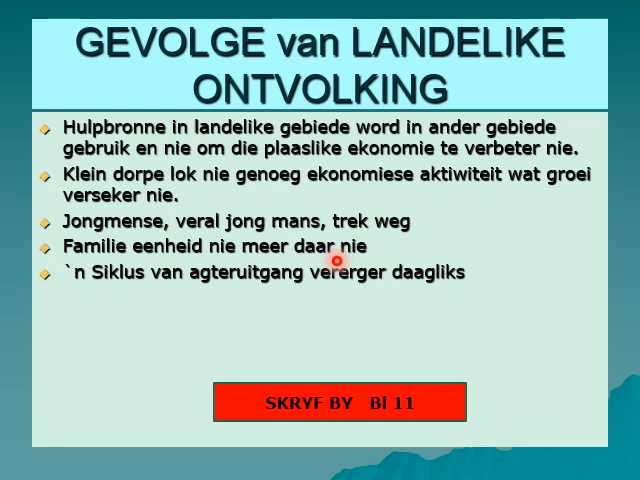 GEVOLGE van LANDELIKE
ONTVOLKING
Hulpbronne in landelike gebiede word in ander gebiede
gebruik en nie om die plaaslike ekonomie te verbeter nie.
Klein dorpe lok nie genoeg ekonomiese aktiwiteit wat groei
verseker nie.
Jongmense, veral jong mans, trek weg
Familie eenheid nie meer daar nie
`n Siklus van agteruitgang vererger daagliks
SKRYF BY Bl 11